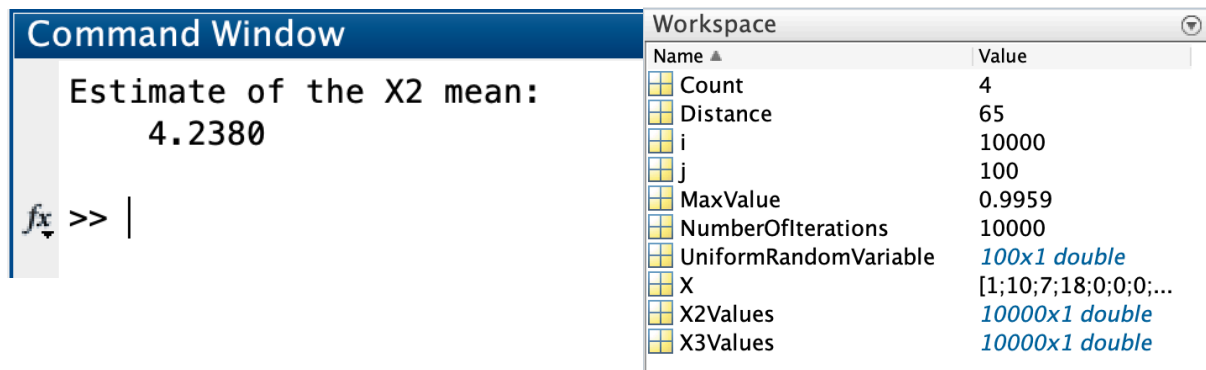 Command Window
Estimate of the X2 mean:
4.2380
fx >>
Workspace
Name Value
Count 4
Distance 65
i 10000
j 100
MaxValue 0.9959
NumberOfIterations 10000
UniformRandomVariable 100x1 double
X [1;10;7;18;0;0;0;...
X2Values 10000x1 double
X3Values 10000x1 double